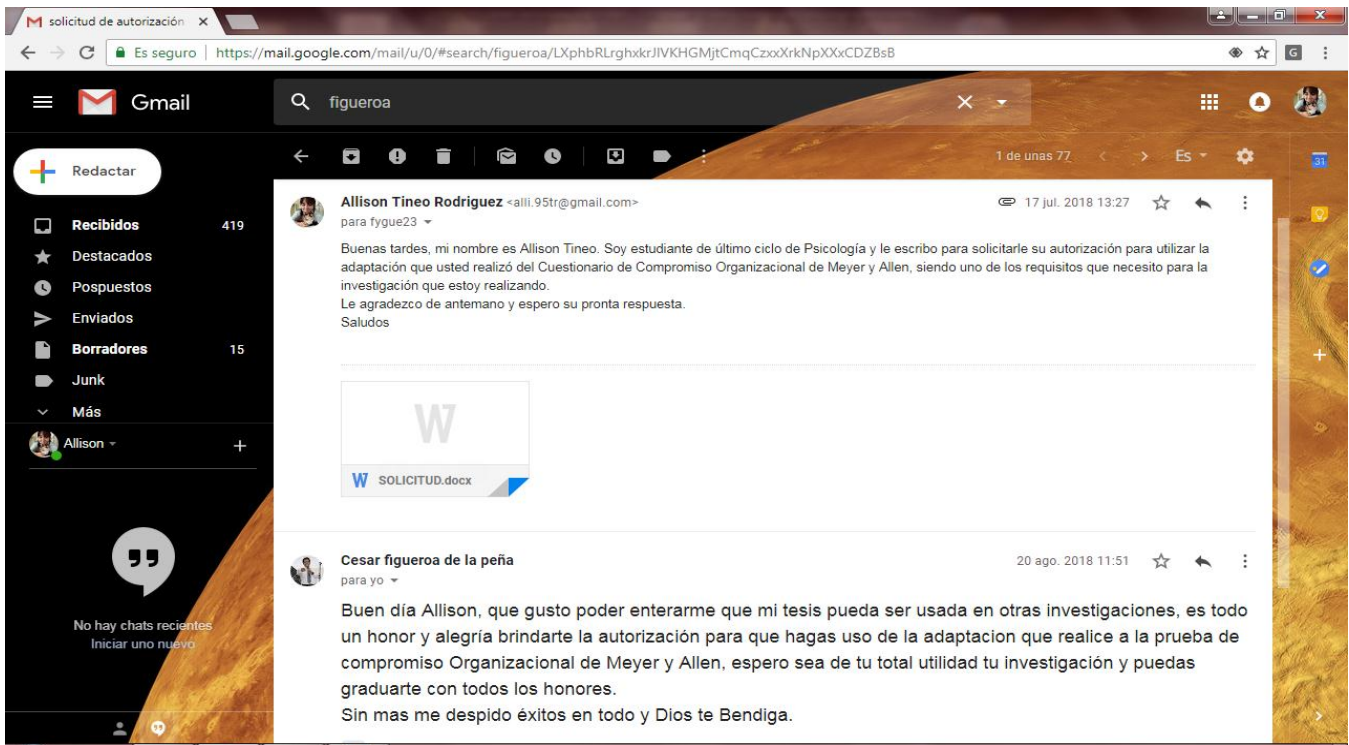 solicitud de autorización
Es seguro | https://mail.google.com/mail/u/0/#search/figueroa/LXphbRLrghxkrJlVKHGMjtCmqCzxxXrkNpXXxCDZBsB
Gmail
figueroa
Redactar
1 de unas 77
Es
31
Recibidos 419
Destacados
Pospuestos
Enviados
Borradores 15
Junk
Más
Allison
No hay chats recientes
Iniciar uno nuevo
Allison Tineo Rodriguez <alli.95tr@gmail.com> 17 jul. 2018 13:27
para fygue23
Buenas tardes, mi nombre es Allison Tineo. Soy estudiante de último ciclo de Psicología y le escribo para solicitarle su autorización para utilizar la
adaptación que usted realizó del Cuestionario de Compromiso Organizacional de Meyer y Allen, siendo uno de los requisitos que necesito para la
investigación que estoy realizando.
Le agradezco de antemano y espero su pronta respuesta.
Saludos
W
W SOLICITUD.docx
Cesar figueroa de la peña 20 ago. 2018 11:51
para yo
Buen día Allison, que gusto poder enterarme que mi tesis pueda ser usada en otras investigaciones, es todo
un honor y alegría brindarte la autorización para que hagas uso de la adaptacion que realice a la prueba de
compromiso Organizacional de Meyer y Allen, espero sea de tu total utilidad tu investigación y puedas
graduarte con todos los honores.
Sin mas me despido éxitos en todo y Dios te Bendiga.